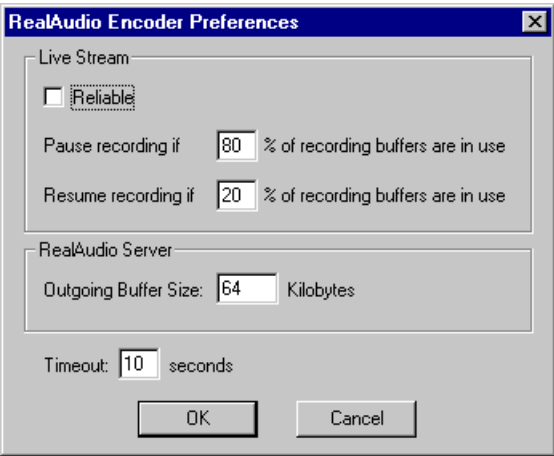 RealAudio Encoder Preferences
Live Stream
Reliable
Pause recording if 80 % of recording buffers are in use
Resume recording if 20 % of recording buffers are in use
RealAudio Server
Outgoing Buffer Size: 64 Kilobytes
Timeout: 10 seconds
OK Cancel